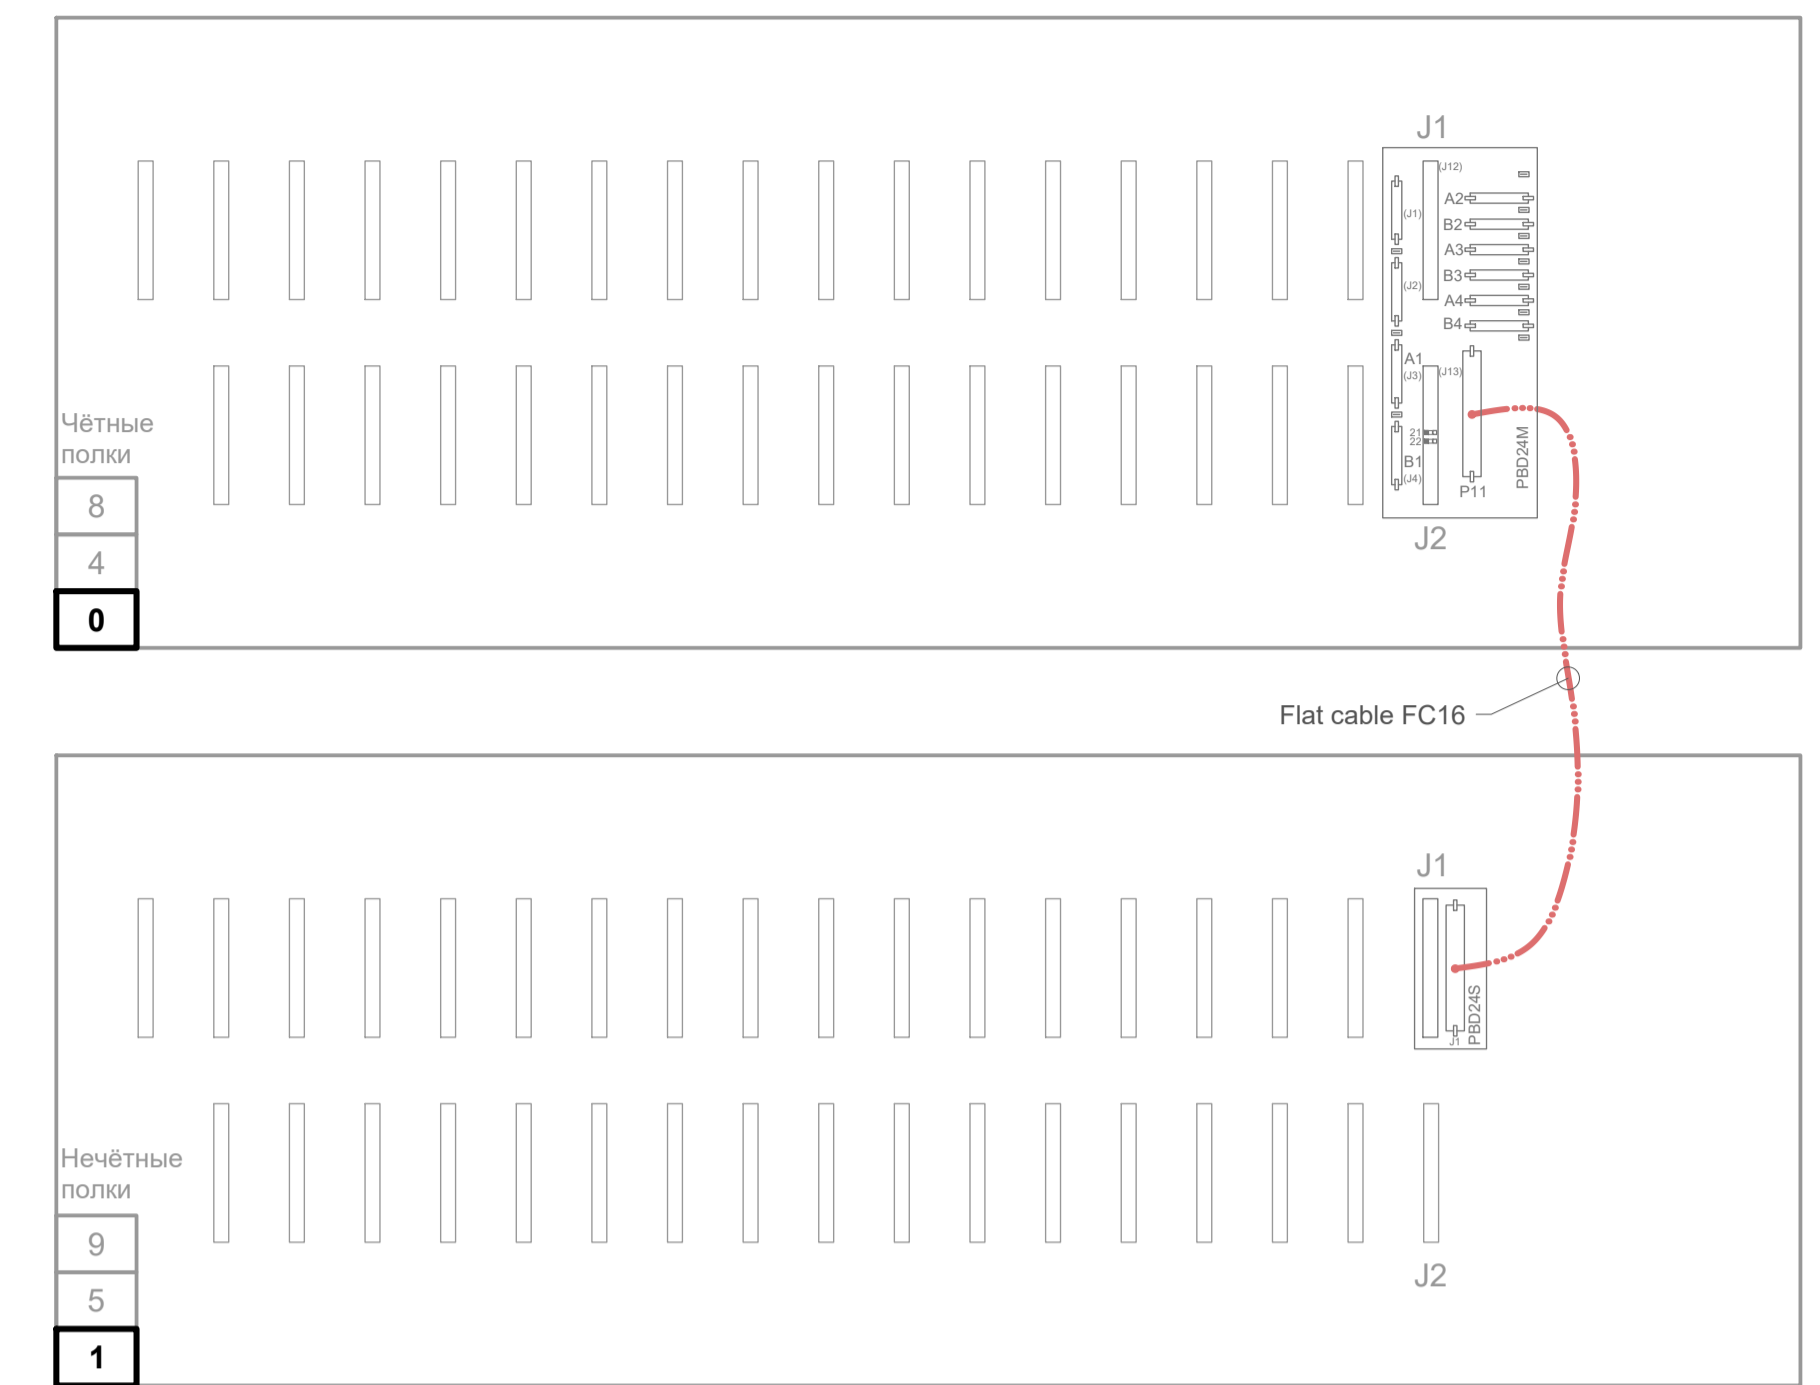 J1
(J12)
A2
(J1)
B2
A3
B3
(J2)
A4
B4
A1
(J13)
(J3)
Чётные
полки
21
22
PBD24M
B1
(J4)
P11
8
J2
4
0
Flat cable FC16
J1
PBD24S
J1
Нечётные
полки
9
J2
5
1